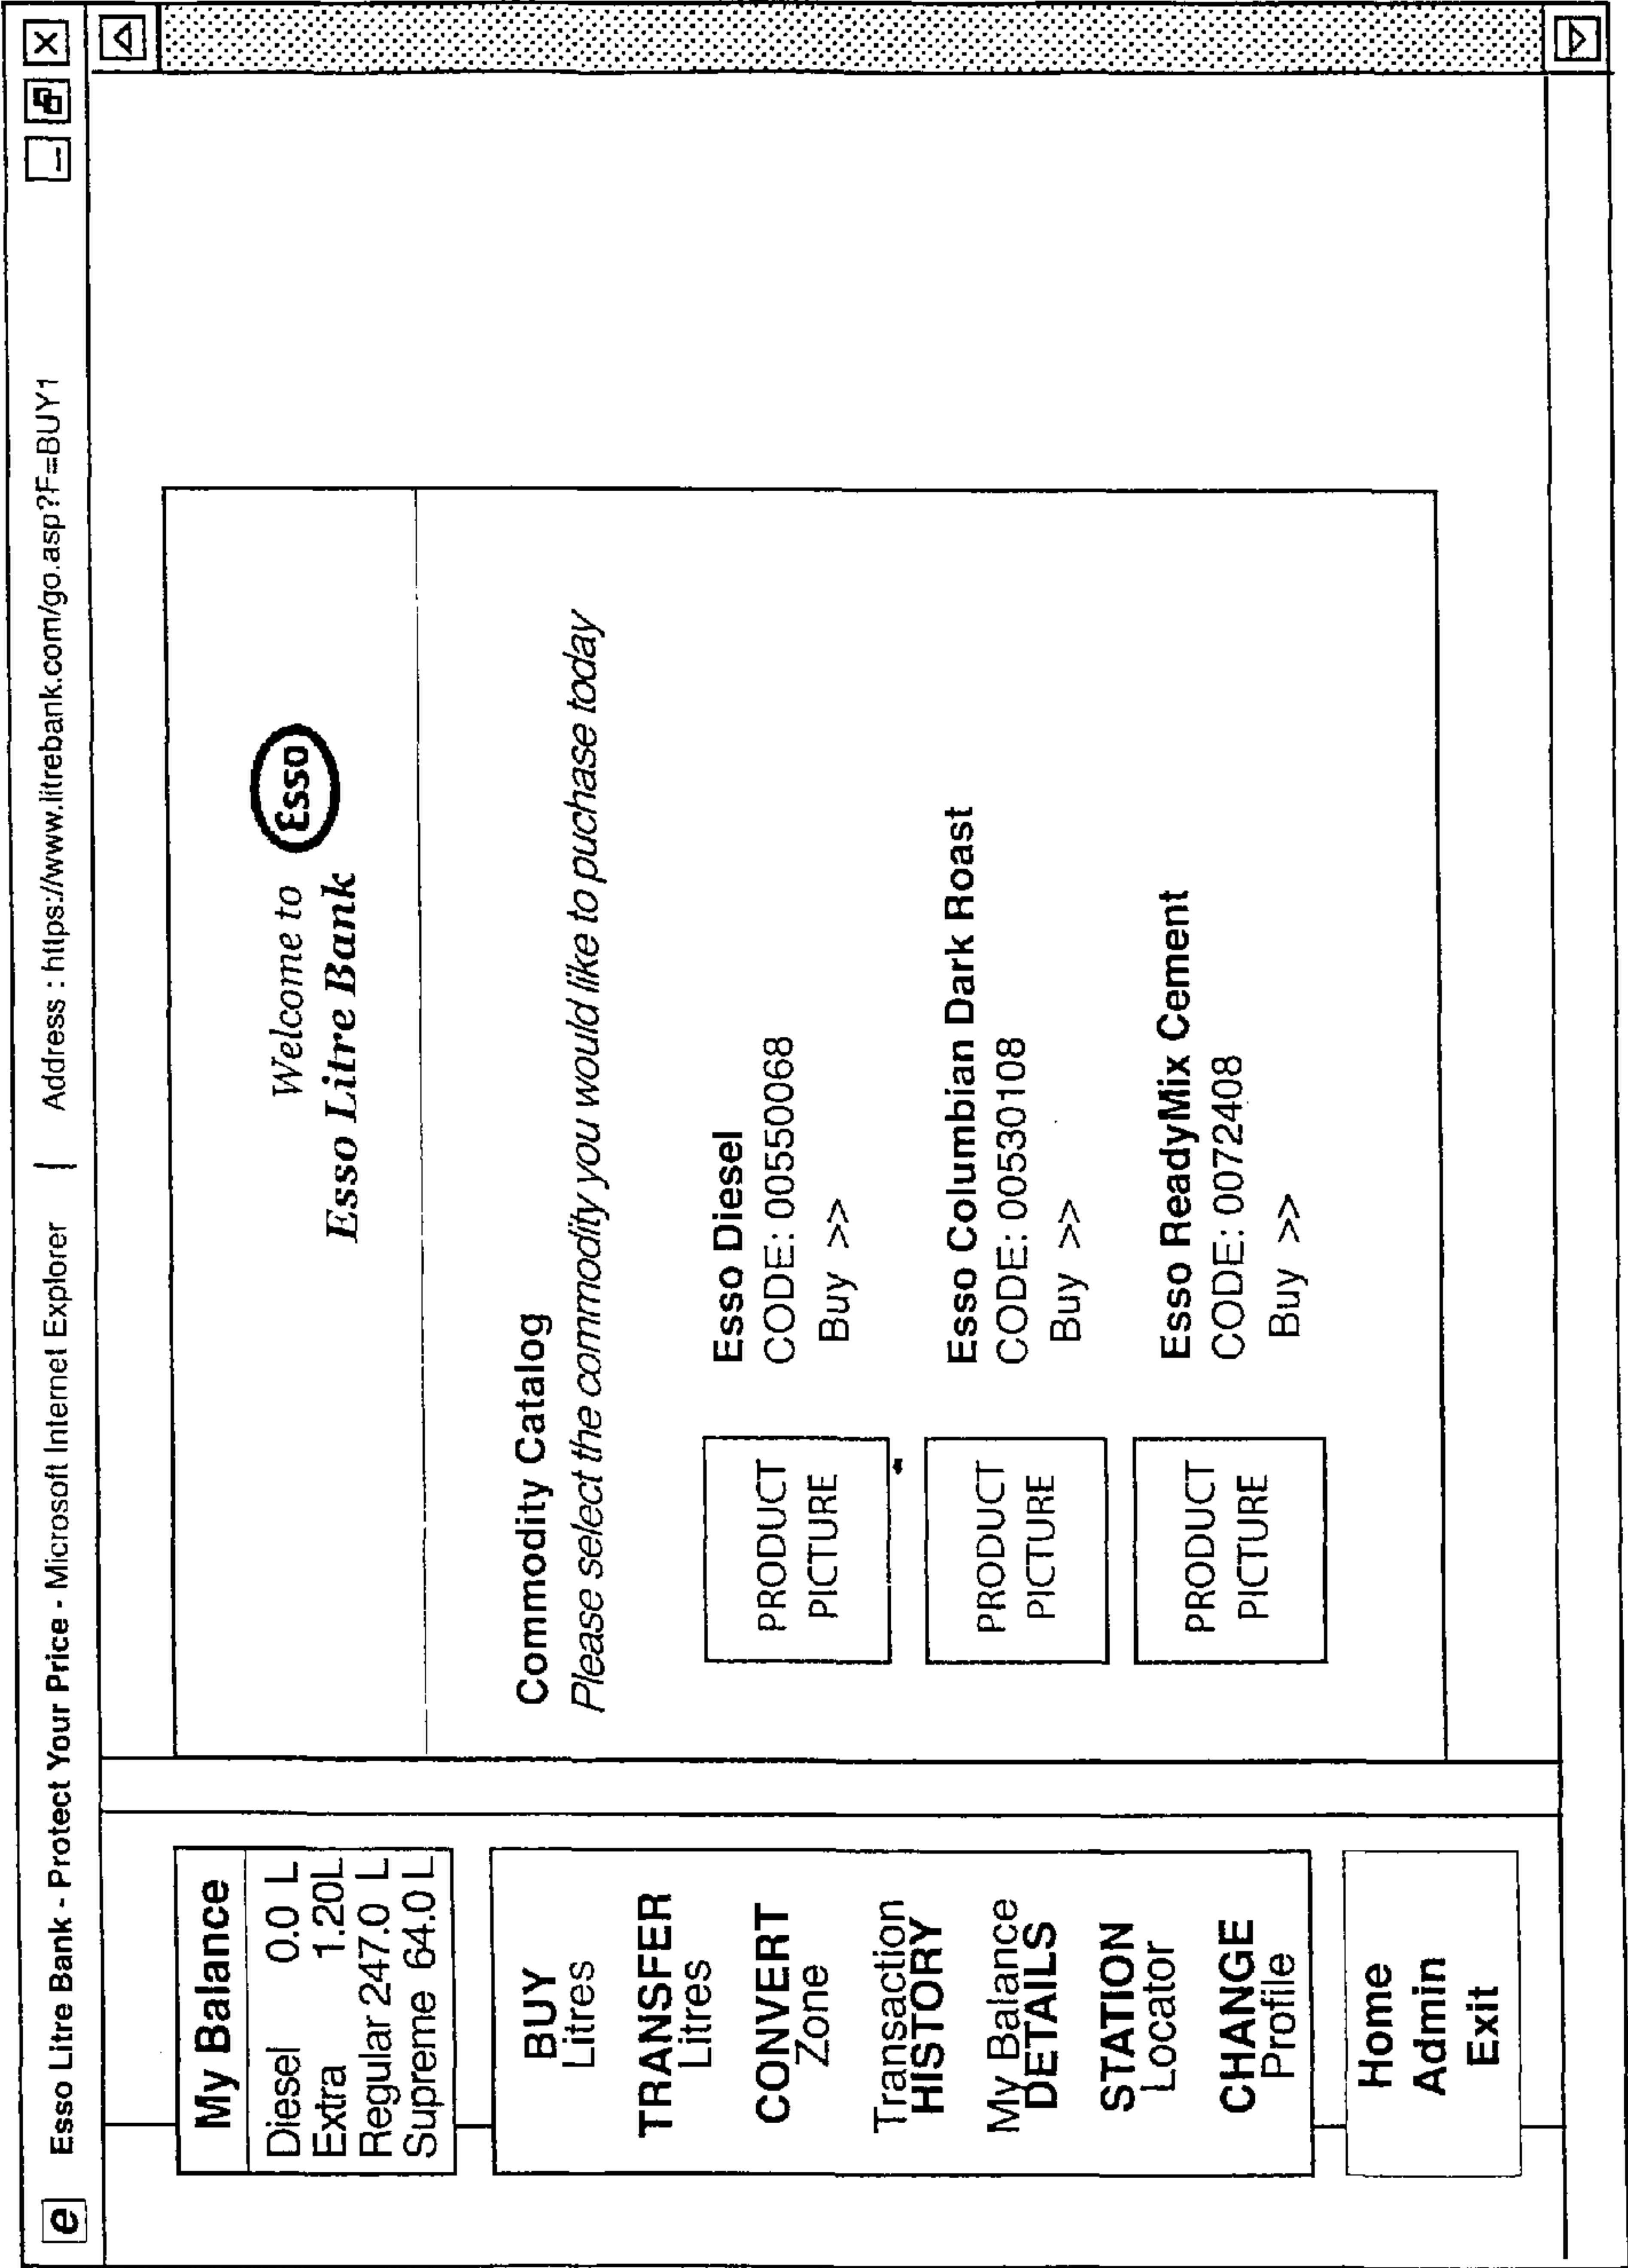 e Esso Litre Bank - Protect Your Price - Microsoft Internet Explorer | Address : https://www.litrebank.com/go.asp?F=BUY1
My Balance
Diesel 0.0 L
Extra 1.20L
Regular 247.0 L
Supreme 64.0 L
BUY
Litres
TRANSFER
Litres
CONVERT
Zone
Transaction
HISTORY
My Balance
DETAILS
STATION
Locator
CHANGE
Profile
Home
Admin
Exit
Welcome to Esso
Esso Litre Bank
Commodity Catalog
Please select the commodity you would like to puchase today
PRODUCT
PICTURE
Esso Diesel
CODE: 00550068
Buy >>
PRODUCT
PICTURE
Esso Columbian Dark Roast
CODE: 00530108
Buy >>
PRODUCT
PICTURE
Esso ReadyMix Cement
CODE: 0072408
Buy >>